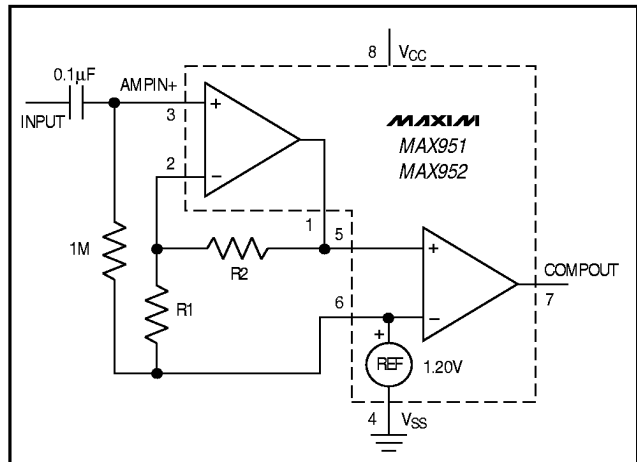 8 VCC
0.1µF
AMPIN+
INPUT
3
+
MAXIM
MAX951
MAX952
2
−
1
5
+
1M
R2
COMPOUT
7
R1
6
−
+
REF
1.20V
4 VSS